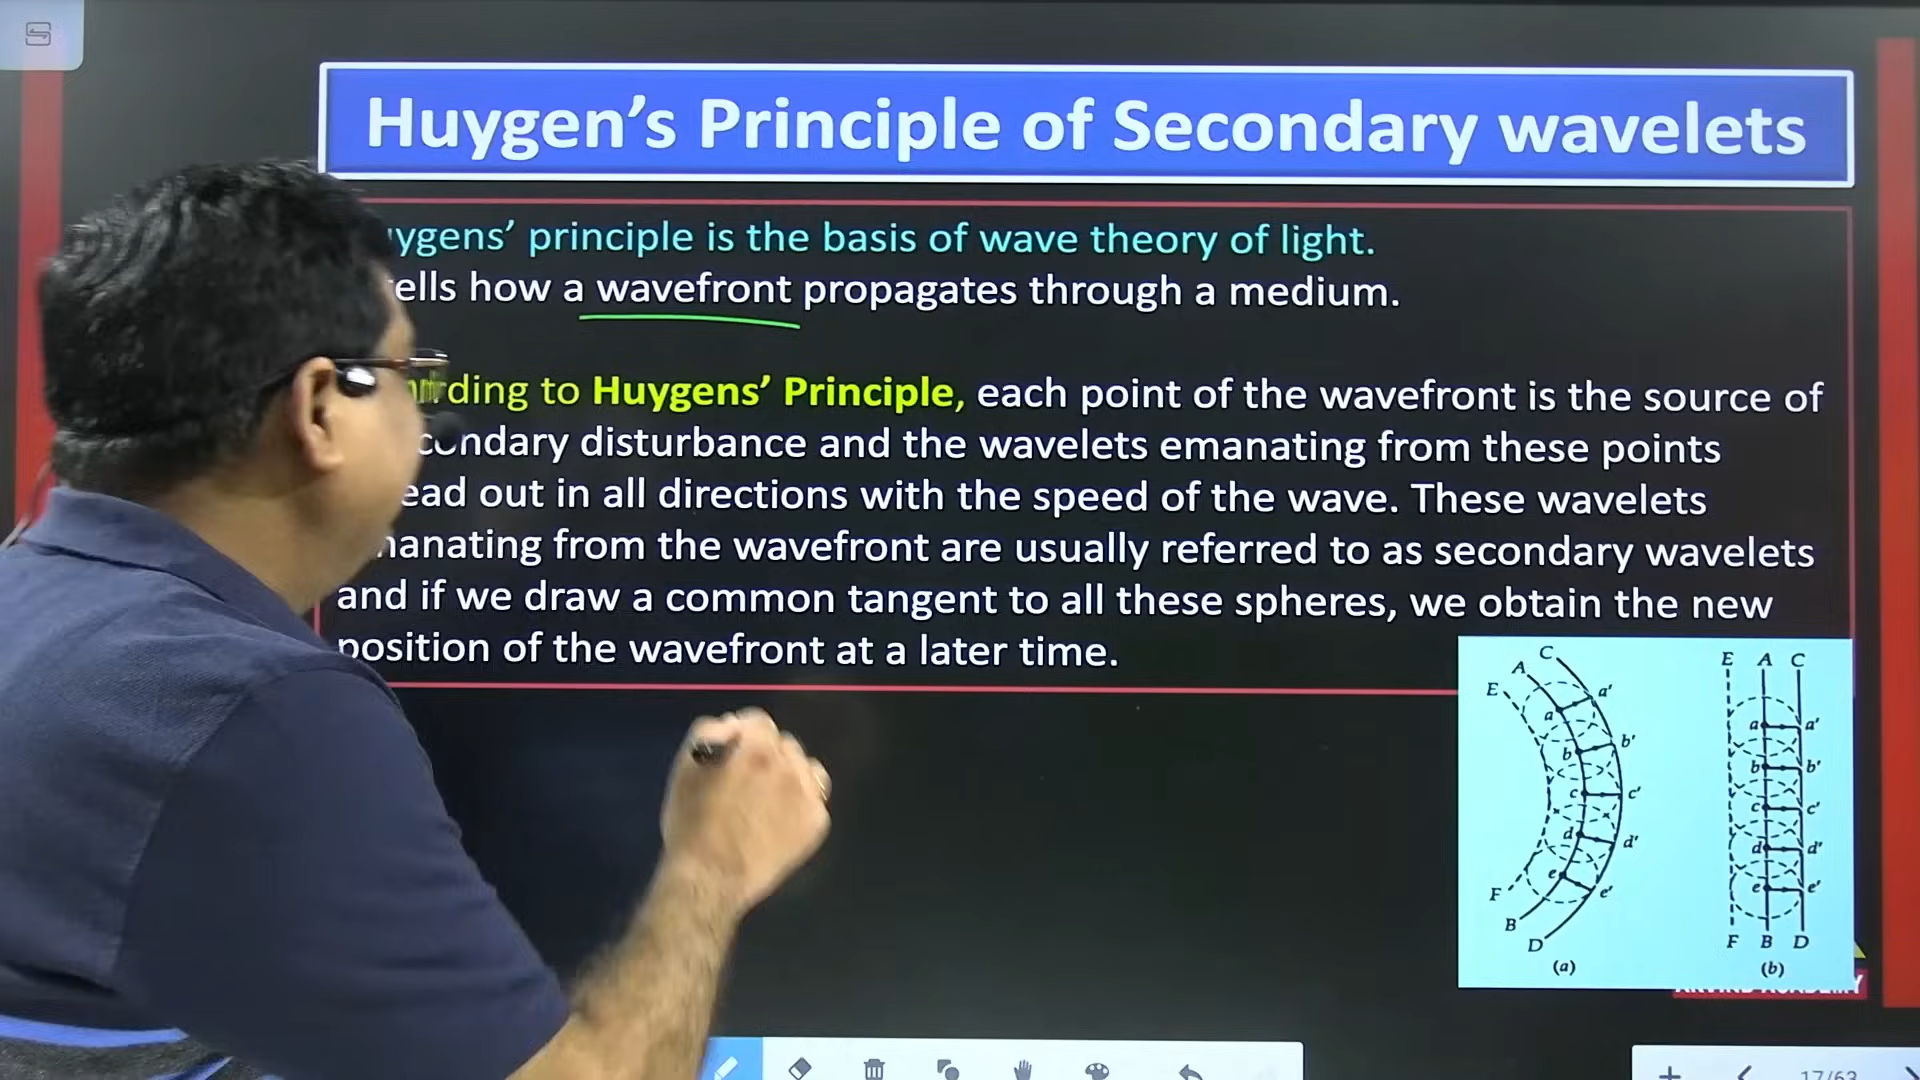 Huygen’s Principle of Secondary wavelets
ygens’ principle is the basis of wave theory of light.
ells how a wavefront propagates through a medium.
rding to Huygens’ Principle, each point of the wavefront is the source of
ndary disturbance and the wavelets emanating from these points
ead out in all directions with the speed of the wave. These wavelets
anating from the wavefront are usually referred to as secondary wavelets
and if we draw a common tangent to all these spheres, we obtain the new
position of the wavefront at a later time.
C
A
E
a a'
b b'
c c'
d d'
e e'
F
B
D
(a)
E A C
a a'
b b'
c c'
d d'
e e'
F B D
(b)
17/63